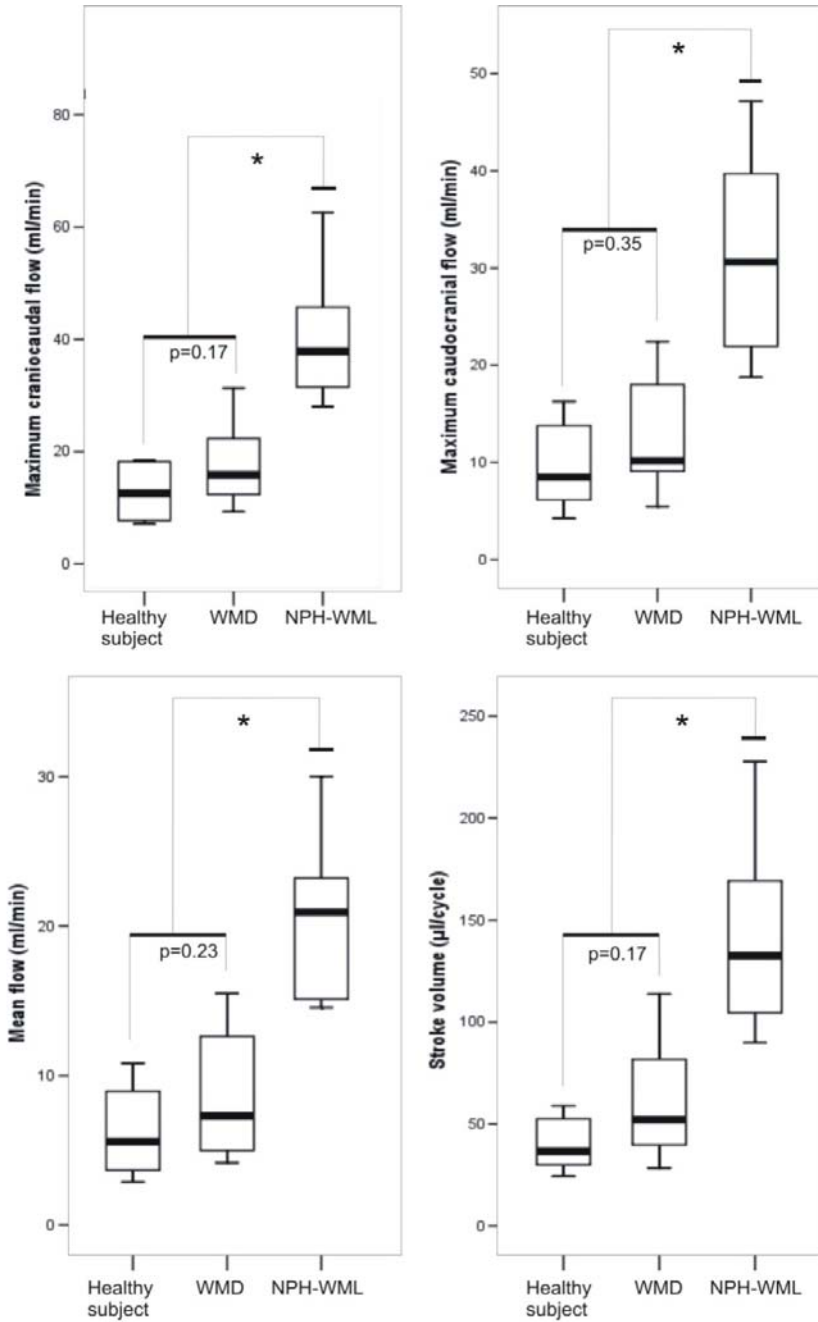 Maximum craniocaudal flow (ml/min)
80
60
40
20
0
*
p=0.17
Healthy
subject
WMD
NPH-WML
Maximum caudocranial flow (ml/min)
50
40
30
20
10
0
*
p=0.35
Healthy
subject
WMD
NPH-WML
Mean flow (ml/min)
30
20
10
0
*
p=0.23
Healthy
subject
WMD
NPH-WML
Stroke volume (µl/cycle)
250
200
150
100
50
0
*
p=0.17
Healthy
subject
WMD
NPH-WML